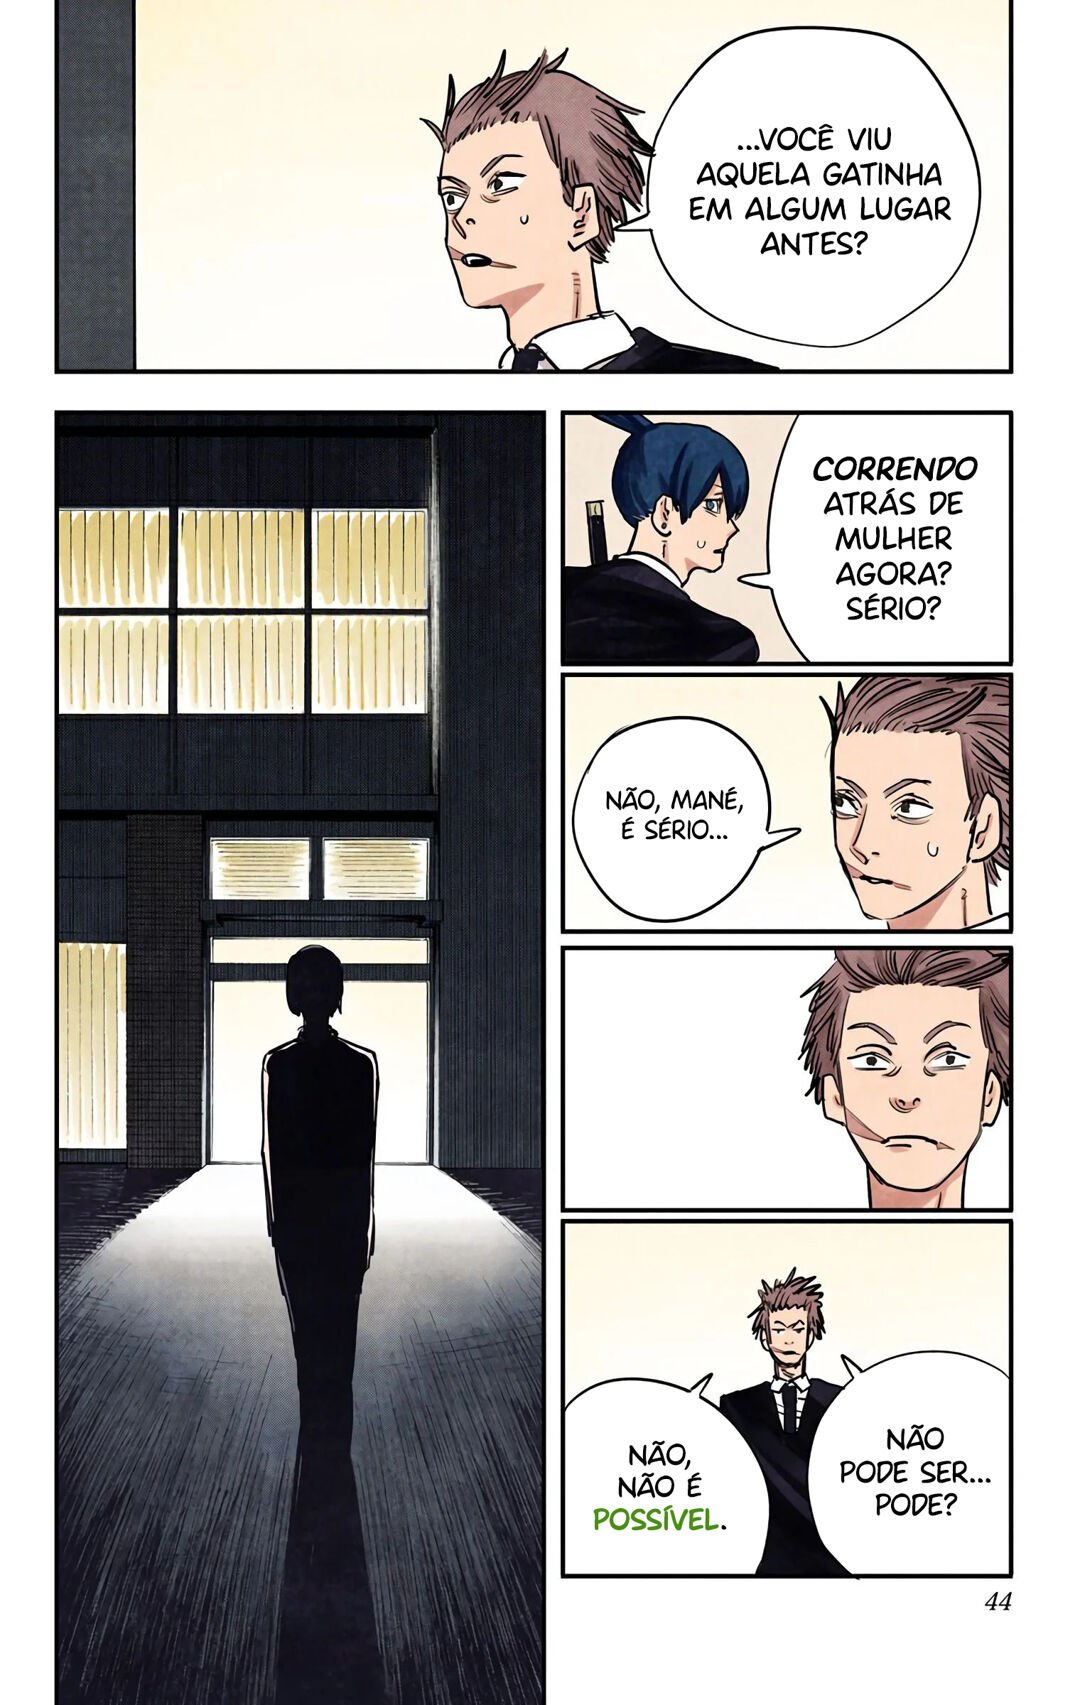 ...VOCÊ VIU
AQUELA GATINHA
EM ALGUM LUGAR
ANTES?
CORRENDO
ATRÁS DE
MULHER
AGORA?
SÉRIO?
NÃO, MANÉ,
É SÉRIO...
NÃO
PODE SER...
PODE?
NÃO,
NÃO É
POSSÍVEL.
44